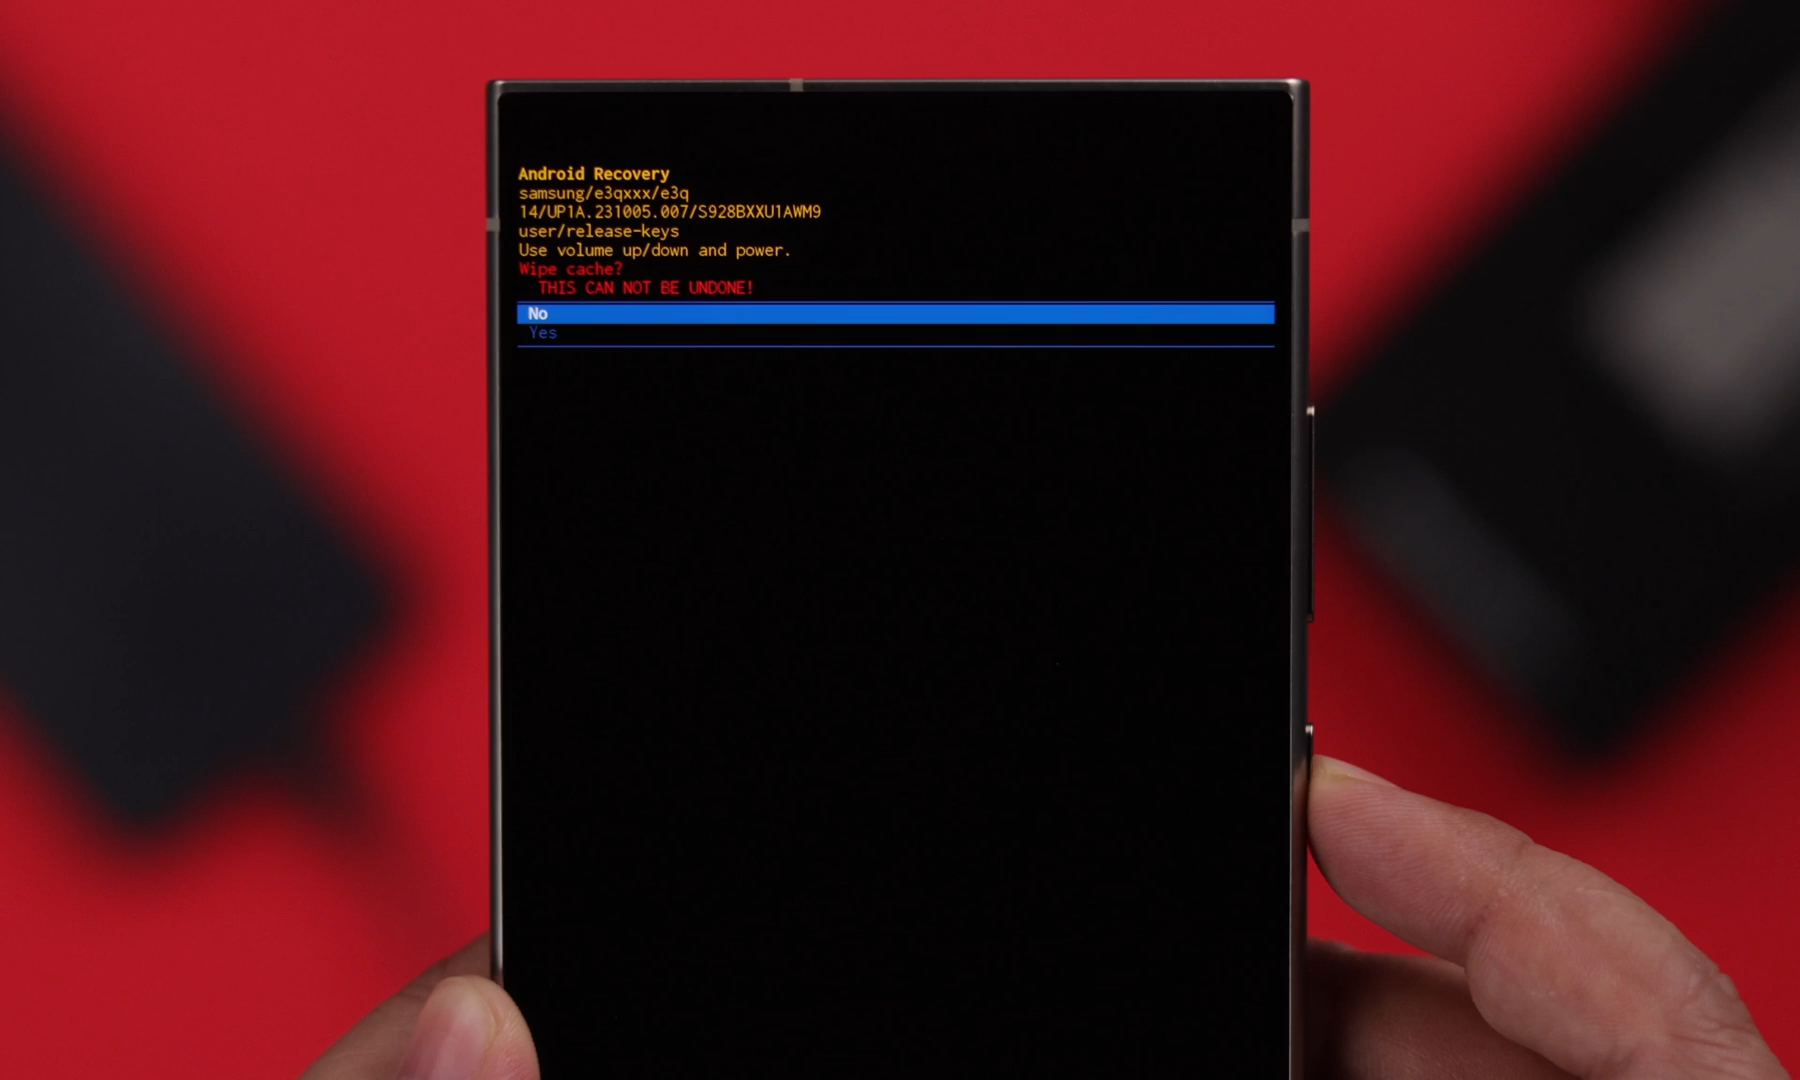 Android Recovery
samsung/e3qxxx/e3q
14/UP1A.231005.007/S928BXXU1AWM9
user/release-keys
Use volume up/down and power.
Wipe cache?
THIS CAN NOT BE UNDONE!
No
Yes